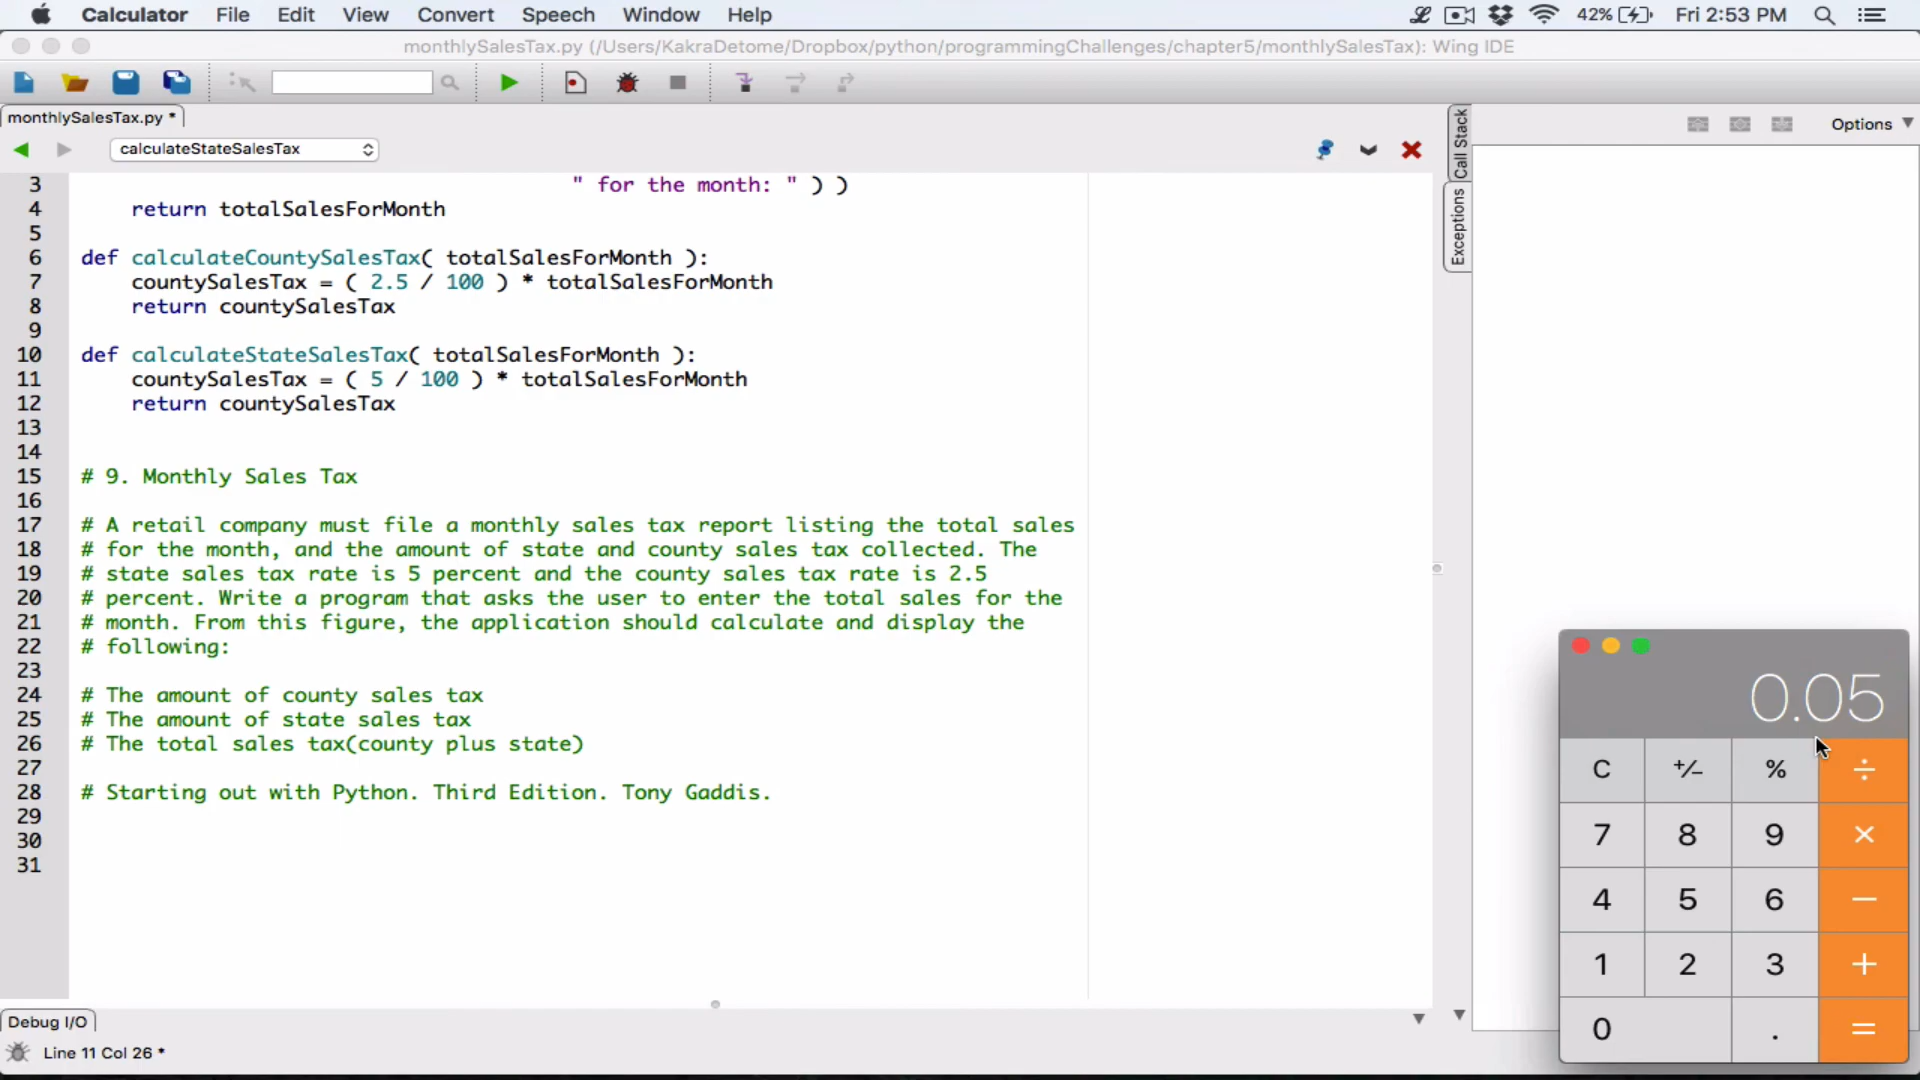 Calculator File Edit View Convert Speech Window Help 42% Fri 2:53 PM
monthlySalesTax.py (/Users/KakraDetome/Dropbox/python/programmingChallenges/chapter5/monthlySalesTax): Wing IDE
monthlySalesTax.py *
Options
calculateStateSalesTax
Call Stack
Exceptions
3 " for the month: " ) )
4 return totalSalesForMonth
5
6 def calculateCountySalesTax( totalSalesForMonth ):
7 countySalesTax = ( 2.5 / 100 ) * totalSalesForMonth
8 return countySalesTax
9
10 def calculateStateSalesTax( totalSalesForMonth ):
11 countySalesTax = ( 5 / 100 ) * totalSalesForMonth
12 return countySalesTax
13
14
15 # 9. Monthly Sales Tax
16
17 # A retail company must file a monthly sales tax report listing the total sales
18 # for the month, and the amount of state and county sales tax collected. The
19 # state sales tax rate is 5 percent and the county sales tax rate is 2.5
20 # percent. Write a program that asks the user to enter the total sales for the
21 # month. From this figure, the application should calculate and display the
22 # following:
23
24 # The amount of county sales tax
25 # The amount of state sales tax
26 # The total sales tax(county plus state)
27
28 # Starting out with Python. Third Edition. Tony Gaddis.
29
30
31
0.05
C +/- % ÷
7 8 9 ×
4 5 6 −
1 2 3 +
0 . =
Debug I/O
Line 11 Col 26 *